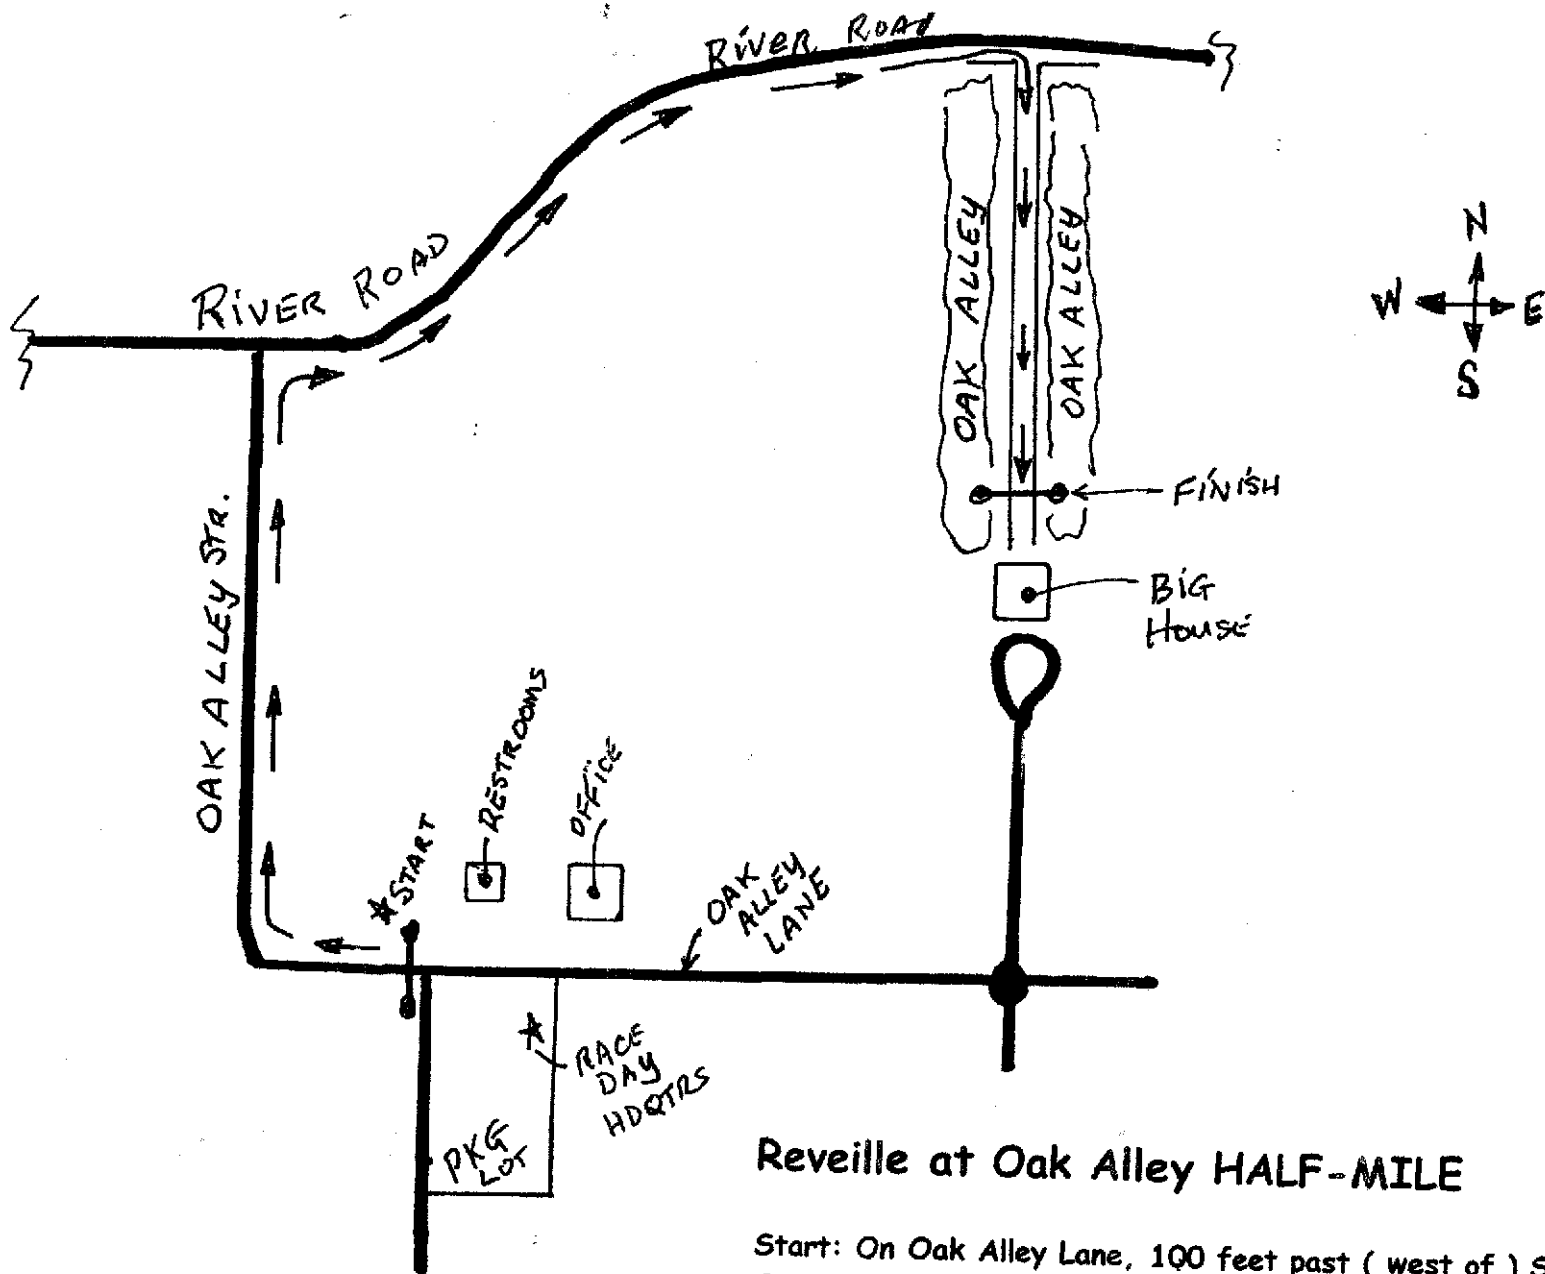 RIVER ROAD
RIVER ROAD
OAK ALLEY
OAK ALLEY
N
W
E
S
FINISH
BIG
HOUSE
OAK ALLEY STR.
RESTROOMS
OFFICE
START
OAK
ALLEY
LANE
RACE
DAY
HDQTRS
PKG
LOT
Reveille at Oak Alley HALF-MILE
Start: On Oak Alley Lane, 100 feet past ( west of )